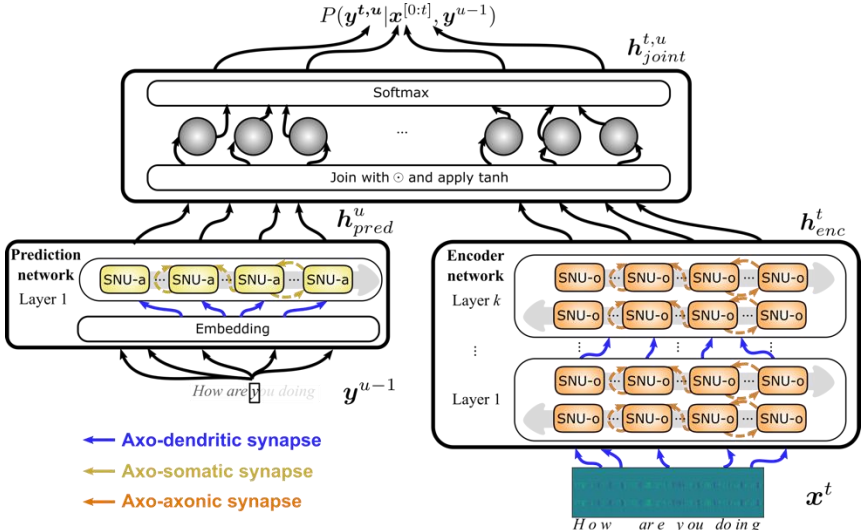 P(y^{t,u}|x^{[0:t]}, y^{u-1})
h^{t,u}_{joint}
Softmax
...
Join with ⊙ and apply tanh
h^{u}_{pred}
h^{t}_{enc}
Prediction
network
Layer 1
SNU-a ... SNU-a ... SNU-a ... SNU-a
Embedding
How are you doing
y^{u-1}
Encoder
network
Layer k
SNU-o ... SNU-o ... SNU-o ... SNU-o
SNU-o ... SNU-o ... SNU-o ... SNU-o
⋮ ⋮ ⋮ ⋮ ⋮
Layer 1
SNU-o ... SNU-o ... SNU-o ... SNU-o
SNU-o ... SNU-o ... SNU-o ... SNU-o
Axo-dendritic synapse
Axo-somatic synapse
Axo-axonic synapse
x^{t}
How are you doing